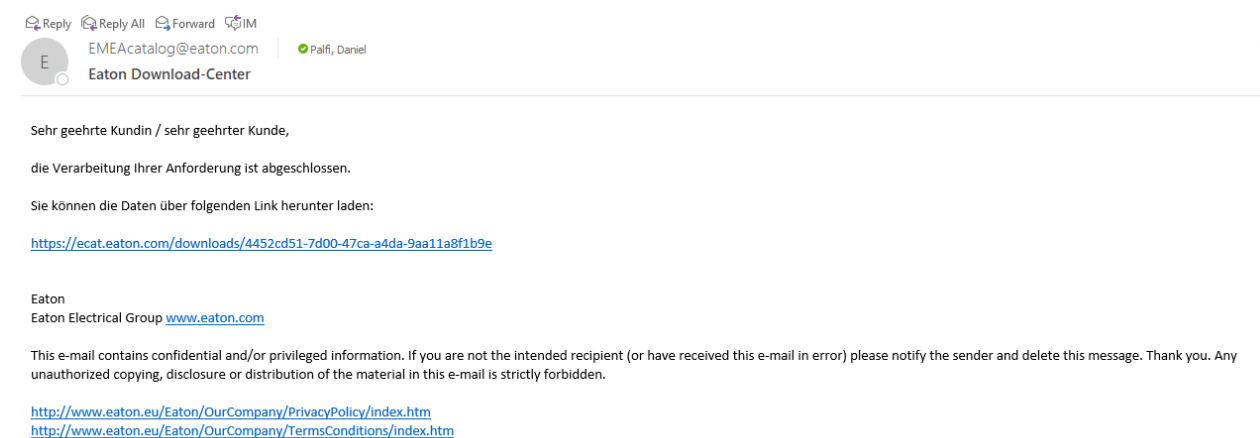 Reply Reply All Forward IM
E
EMEAcatalog@eaton.com Palfi, Daniel
Eaton Download-Center
Sehr geehrte Kundin / sehr geehrter Kunde,
die Verarbeitung Ihrer Anforderung ist abgeschlossen.
Sie können die Daten über folgenden Link herunter laden:
https://ecat.eaton.com/downloads/4452cd51-7d00-47ca-a4da-9aa11a8f1b9e
Eaton
Eaton Electrical Group www.eaton.com
This e-mail contains confidential and/or privileged information. If you are not the intended recipient (or have received this e-mail in error) please notify the sender and delete this message. Thank you. Any
unauthorized copying, disclosure or distribution of the material in this e-mail is strictly forbidden.
http://www.eaton.eu/Eaton/OurCompany/PrivacyPolicy/index.htm
http://www.eaton.eu/Eaton/OurCompany/TermsConditions/index.htm